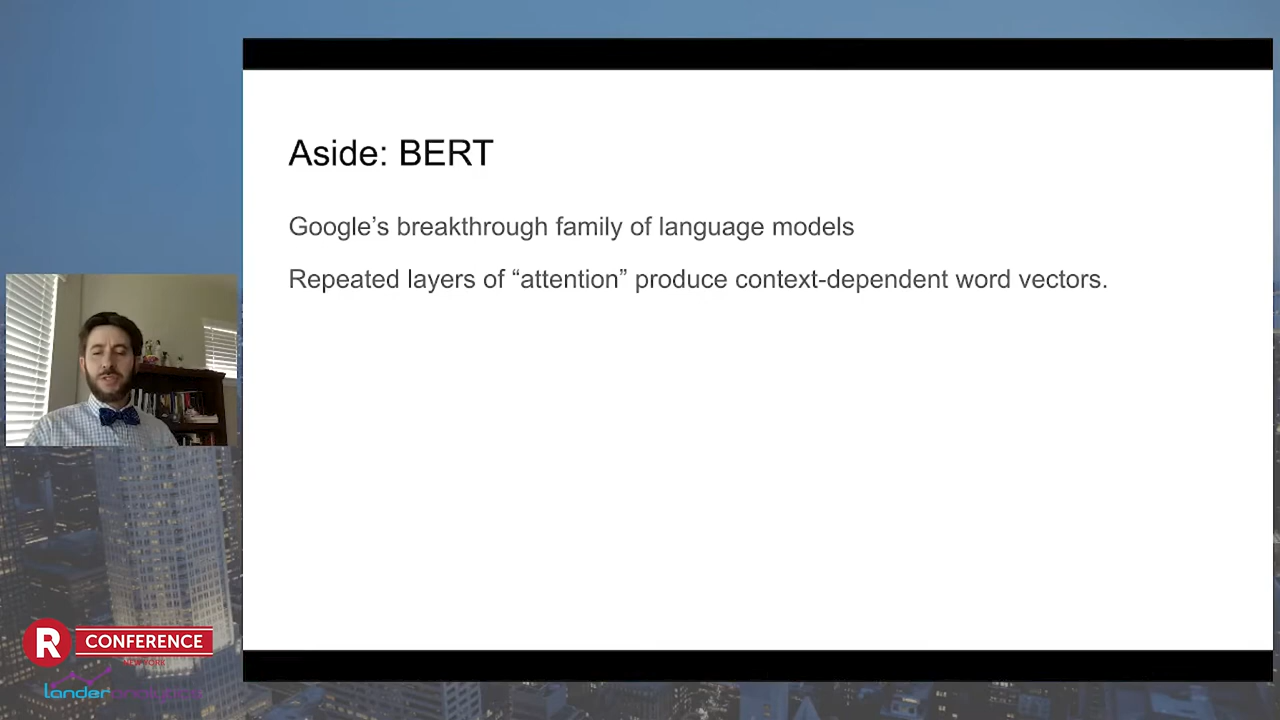 Aside: BERT
Google’s breakthrough family of language models
Repeated layers of “attention” produce context-dependent word vectors.
R CONFERENCE
NEW YORK
lander analytics